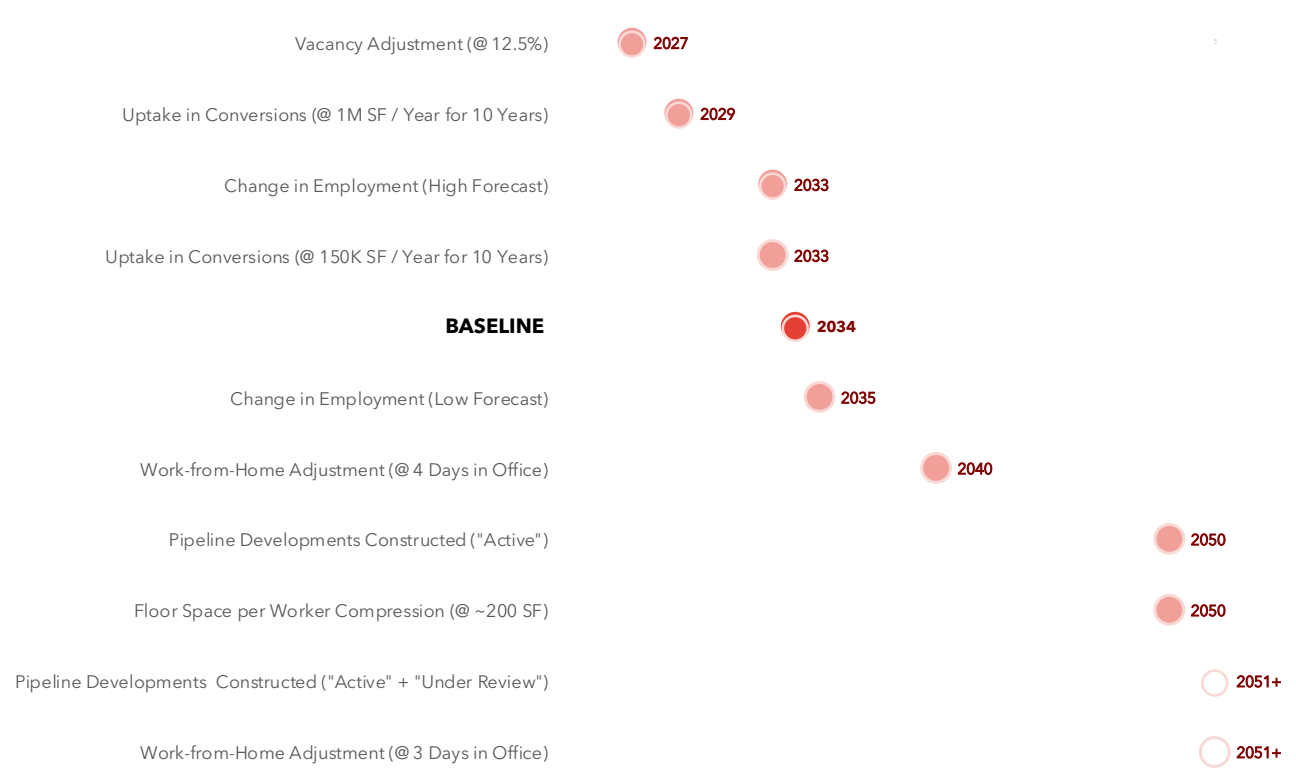 Vacancy Adjustment (@ 12.5%) 2027
Uptake in Conversions (@ 1M SF / Year for 10 Years) 2029
Change in Employment (High Forecast) 2033
Uptake in Conversions (@ 150K SF / Year for 10 Years) 2033
BASELINE 2034
Change in Employment (Low Forecast) 2035
Work-from-Home Adjustment (@ 4 Days in Office) 2040
Pipeline Developments Constructed ("Active") 2050
Floor Space per Worker Compression (@ ~200 SF) 2050
Pipeline Developments Constructed ("Active" + "Under Review") 2051+
Work-from-Home Adjustment (@ 3 Days in Office) 2051+